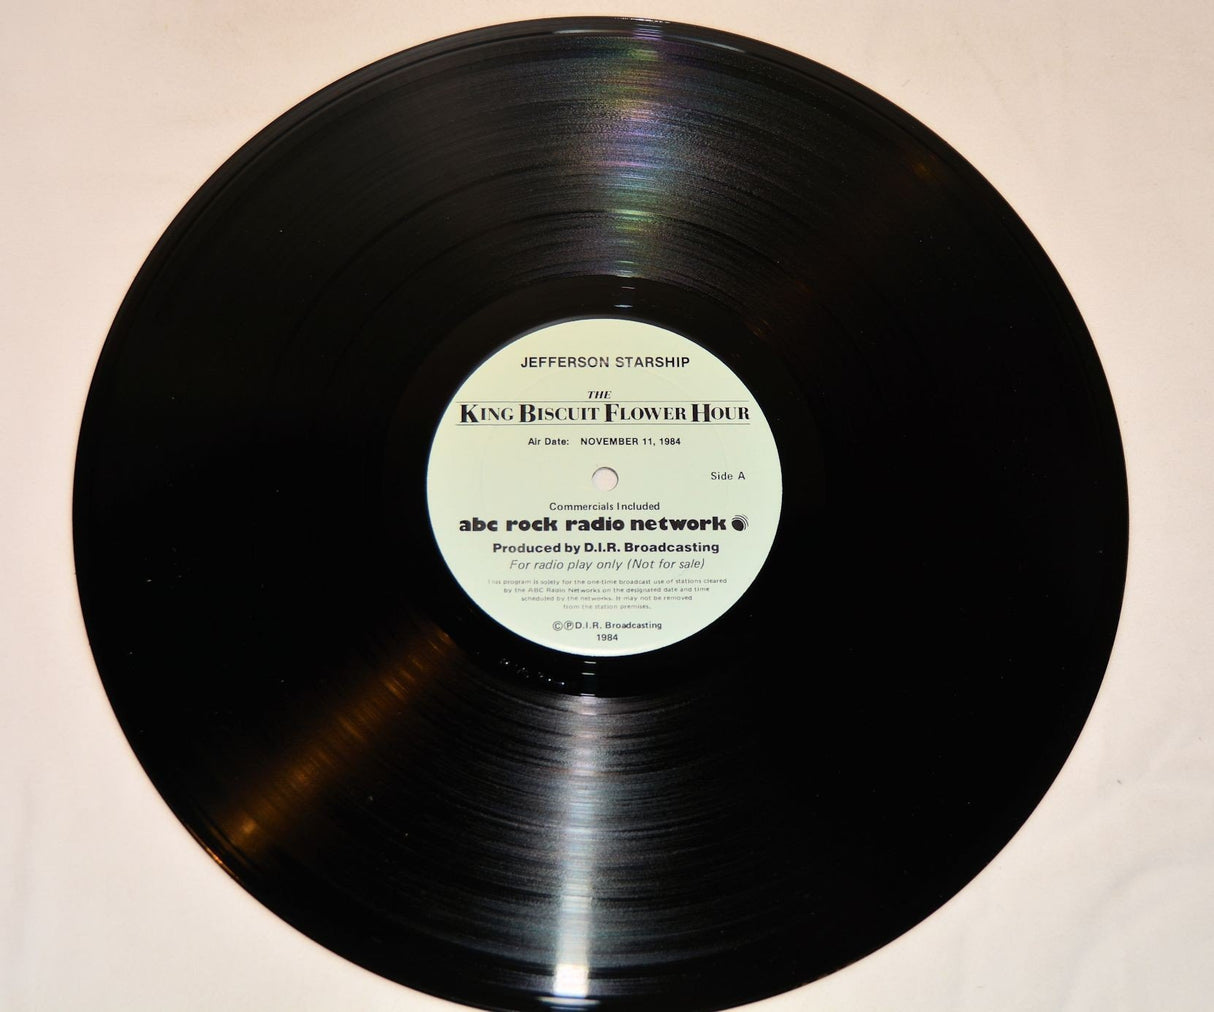 JEFFERSON STARSHIP
THE
KING BISCUIT FLOWER HOUR
Air Date: NOVEMBER 11, 1984
Side A
Commercials Included
abc rock radio network
Produced by D.I.R. Broadcasting
For radio play only (Not for sale)
This program is solely for the one-time broadcast use of stations cleared
by the ABC Radio Networks on the designated date and time
scheduled by the networks. It may not be removed
from the station premises.
©℗D.I.R. Broadcasting
1984